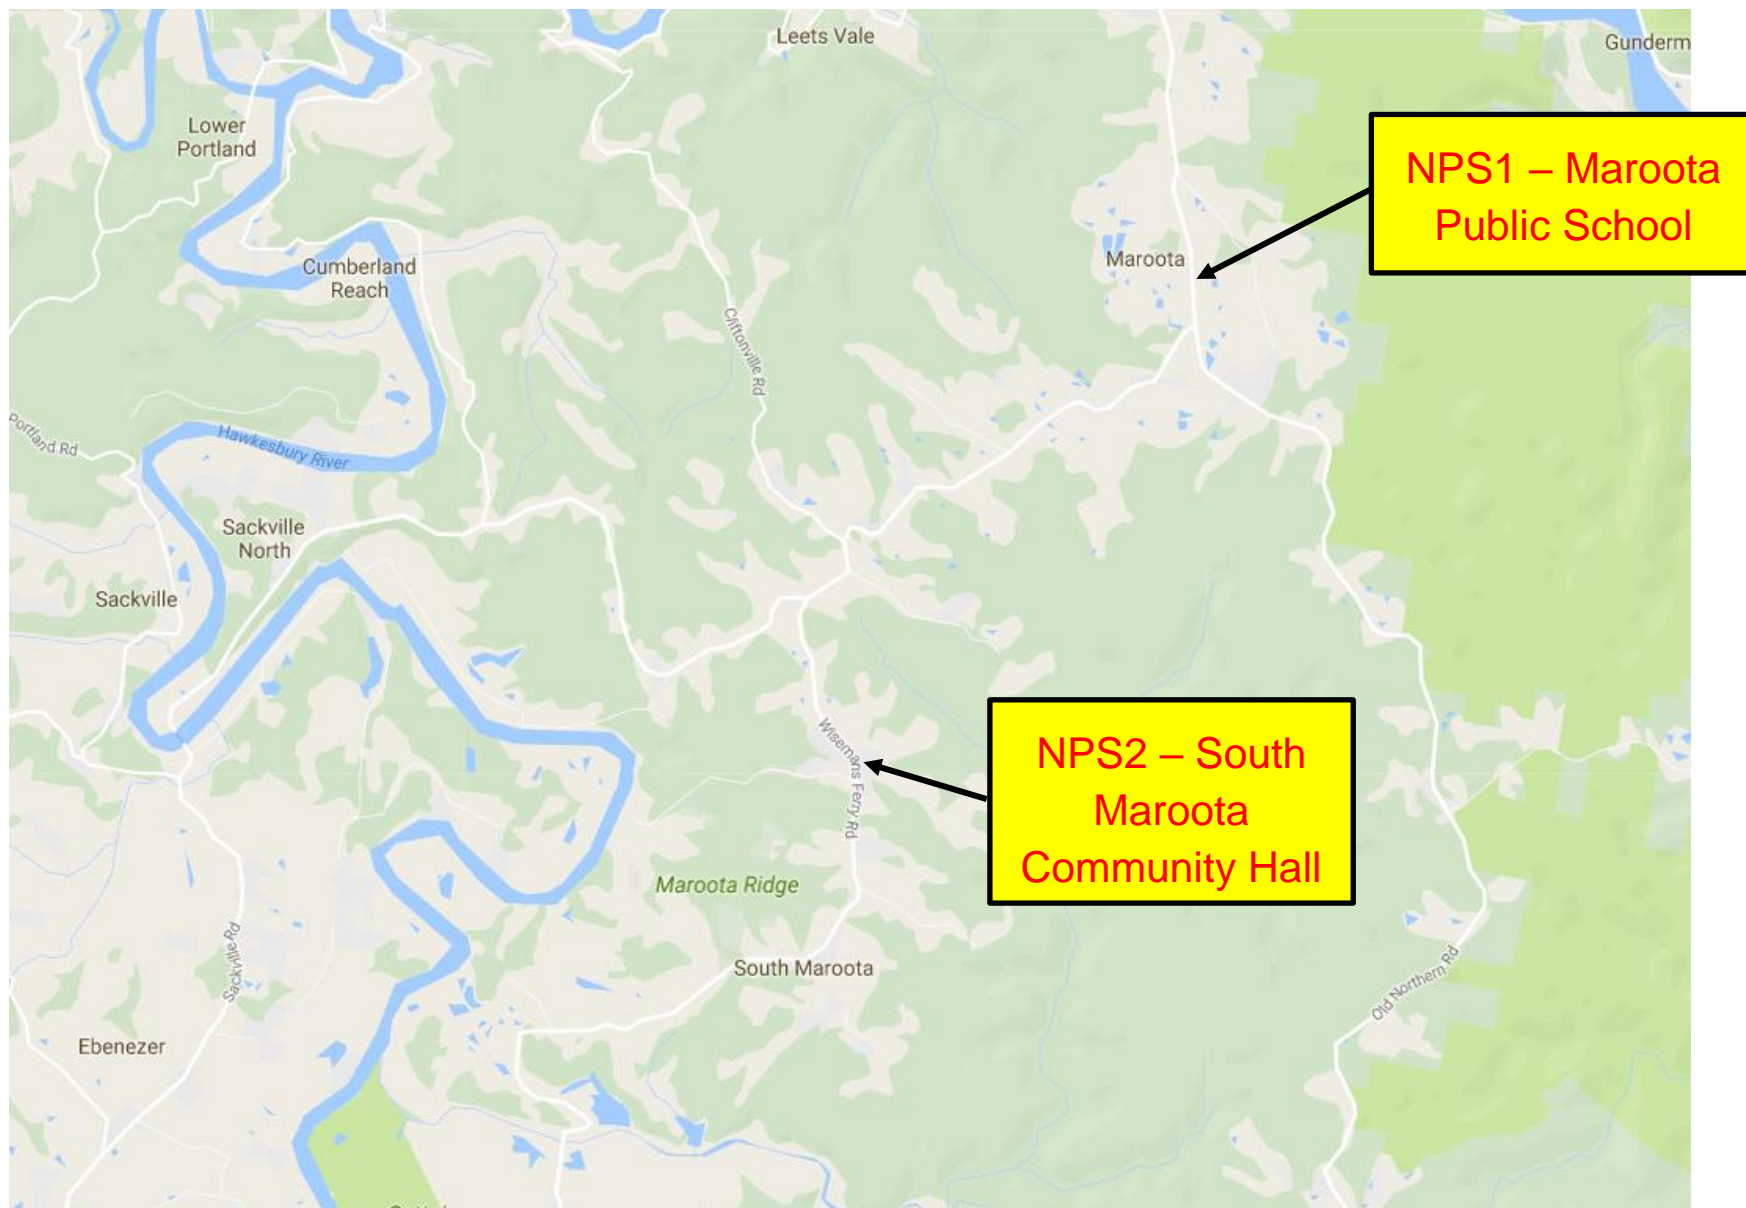 Leets Vale
Gunderm
Lower
Portland
NPS1 – Maroota
Public School
Maroota
Cumberland
Reach
Cliftonville Rd
Portland Rd
Hawkesbury River
Sackville
North
Sackville
NPS2 – South
Maroota
Community Hall
Wisemans Ferry Rd
Maroota Ridge
Sackville Rd
South Maroota
Old Northern Rd
Ebenezer